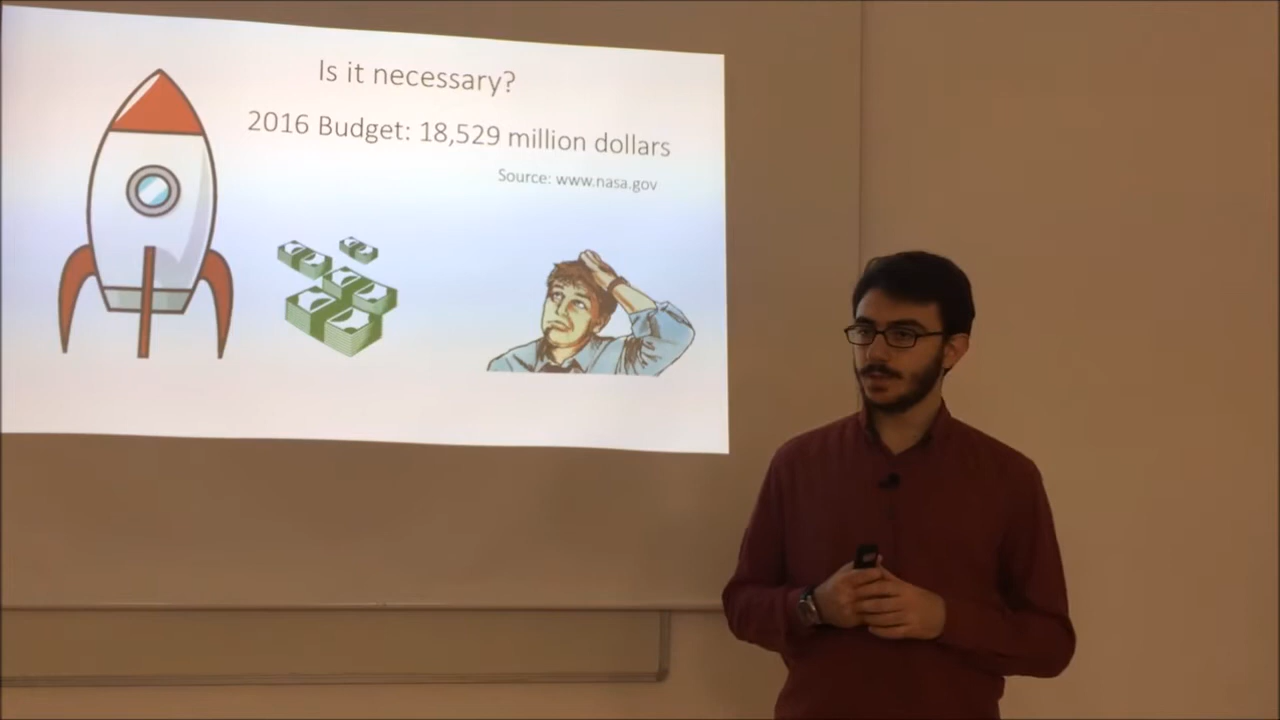 Is it necessary?
2016 Budget: 18,529 million dollars
Source: www.nasa.gov